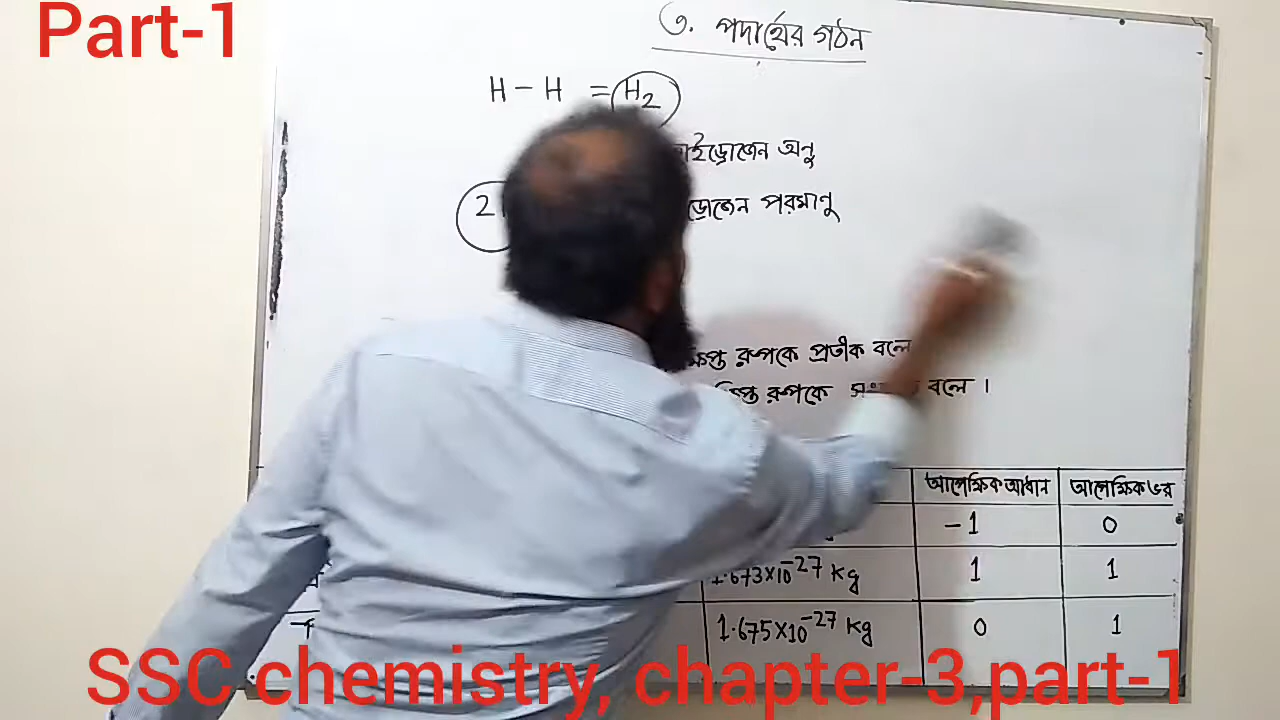 Part-1
৩. পদার্থের গঠন
H - H = H2
হাইড্রোজেন অনু
2
ড্রোজেন পরমানু
ক্ষিপ্ত রূপকে প্রতীক বলে
ক্ষিপ্ত রূপকে বলে ।
আপেক্ষিক আধান আপেক্ষিক ভর
-1 0
1.673×10⁻²⁷ Kg 1 1
1.675×10⁻²⁷ Kg 0 1
SSC chemistry, chapter-3,part-1